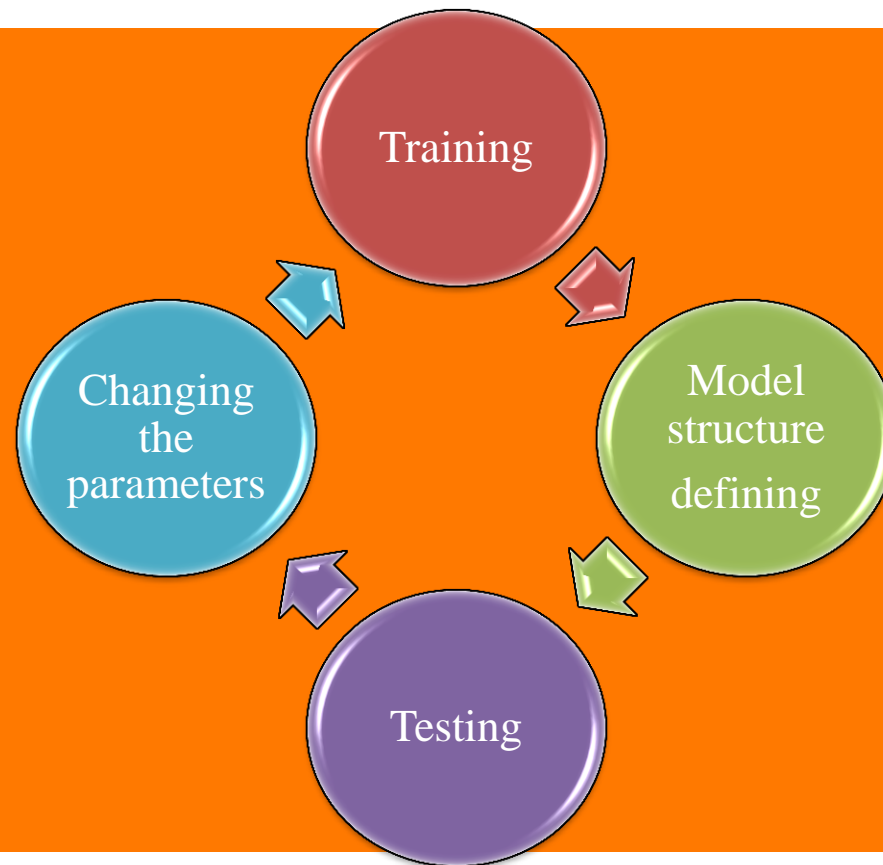 Training
Model
structure
defining
Testing
Changing
the
parameters